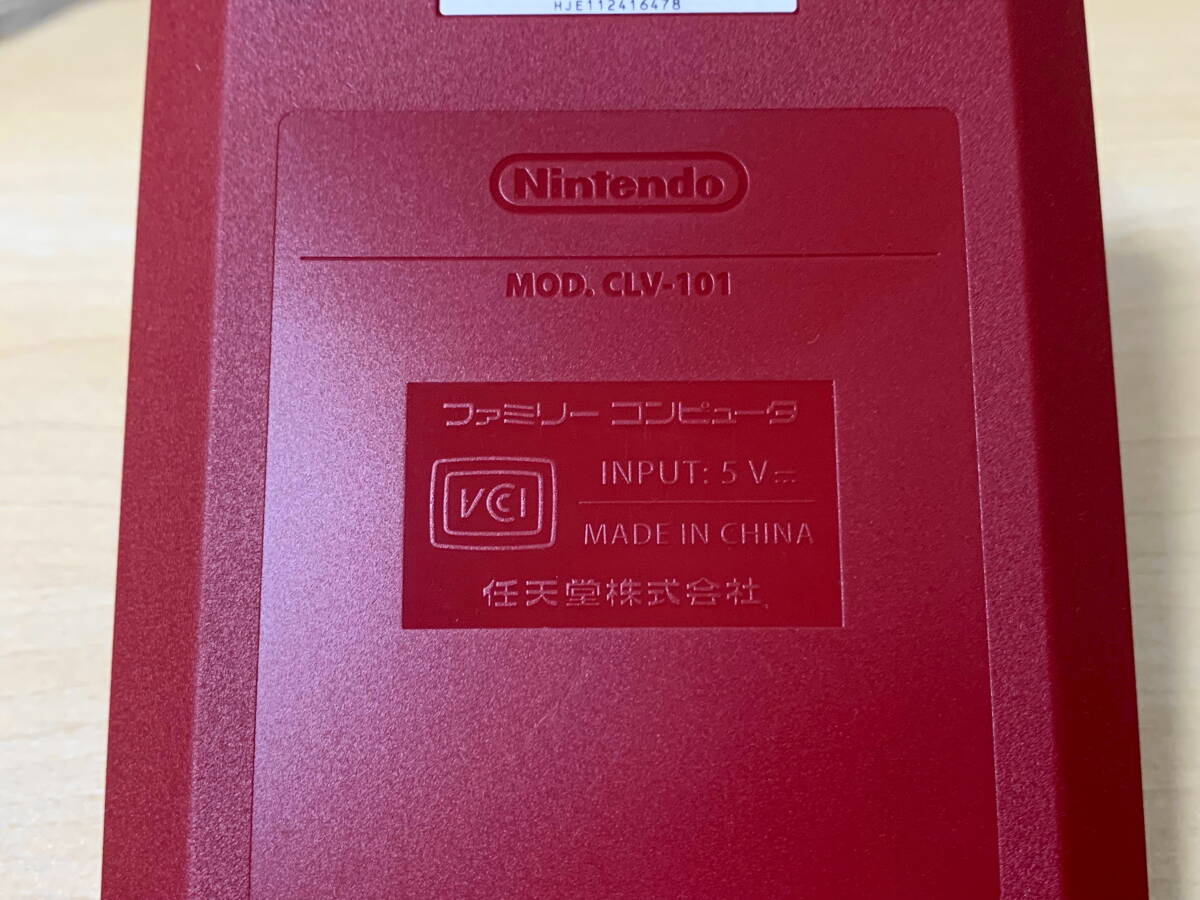 HJE112416478
Nintendo
MOD. CLV-101
ファミリー コンピュータ
VCCI
INPUT: 5 V⎓
MADE IN CHINA
任天堂株式会社